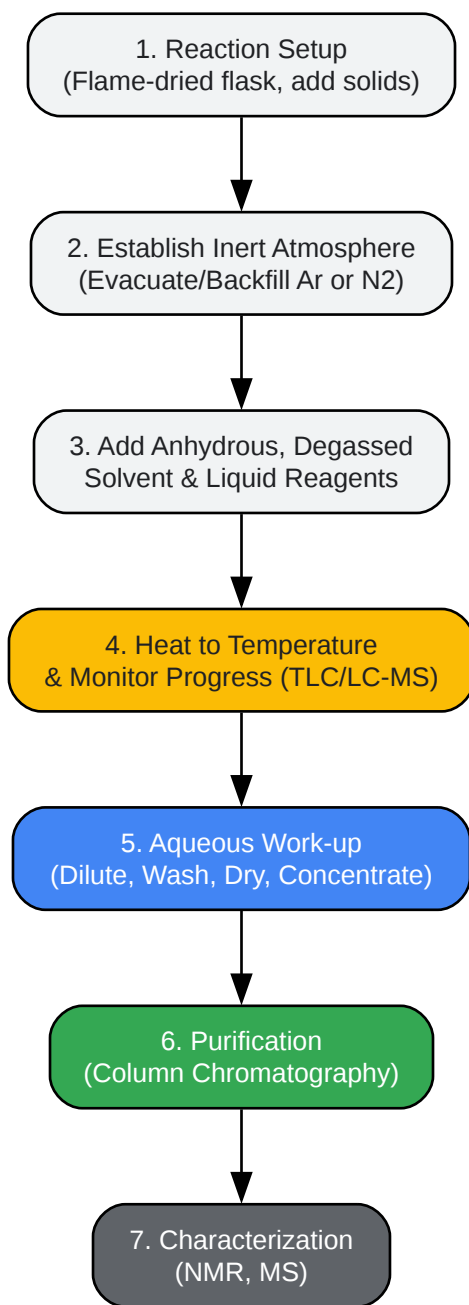 1. Reaction Setup
(Flame-dried flask, add solids)
2. Establish Inert Atmosphere
(Evacuate/Backfill Ar or N2)
3. Add Anhydrous, Degassed
Solvent & Liquid Reagents
4. Heat to Temperature
& Monitor Progress (TLC/LC-MS)
5. Aqueous Work-up
(Dilute, Wash, Dry, Concentrate)
6. Purification
(Column Chromatography)
7. Characterization
(NMR, MS)